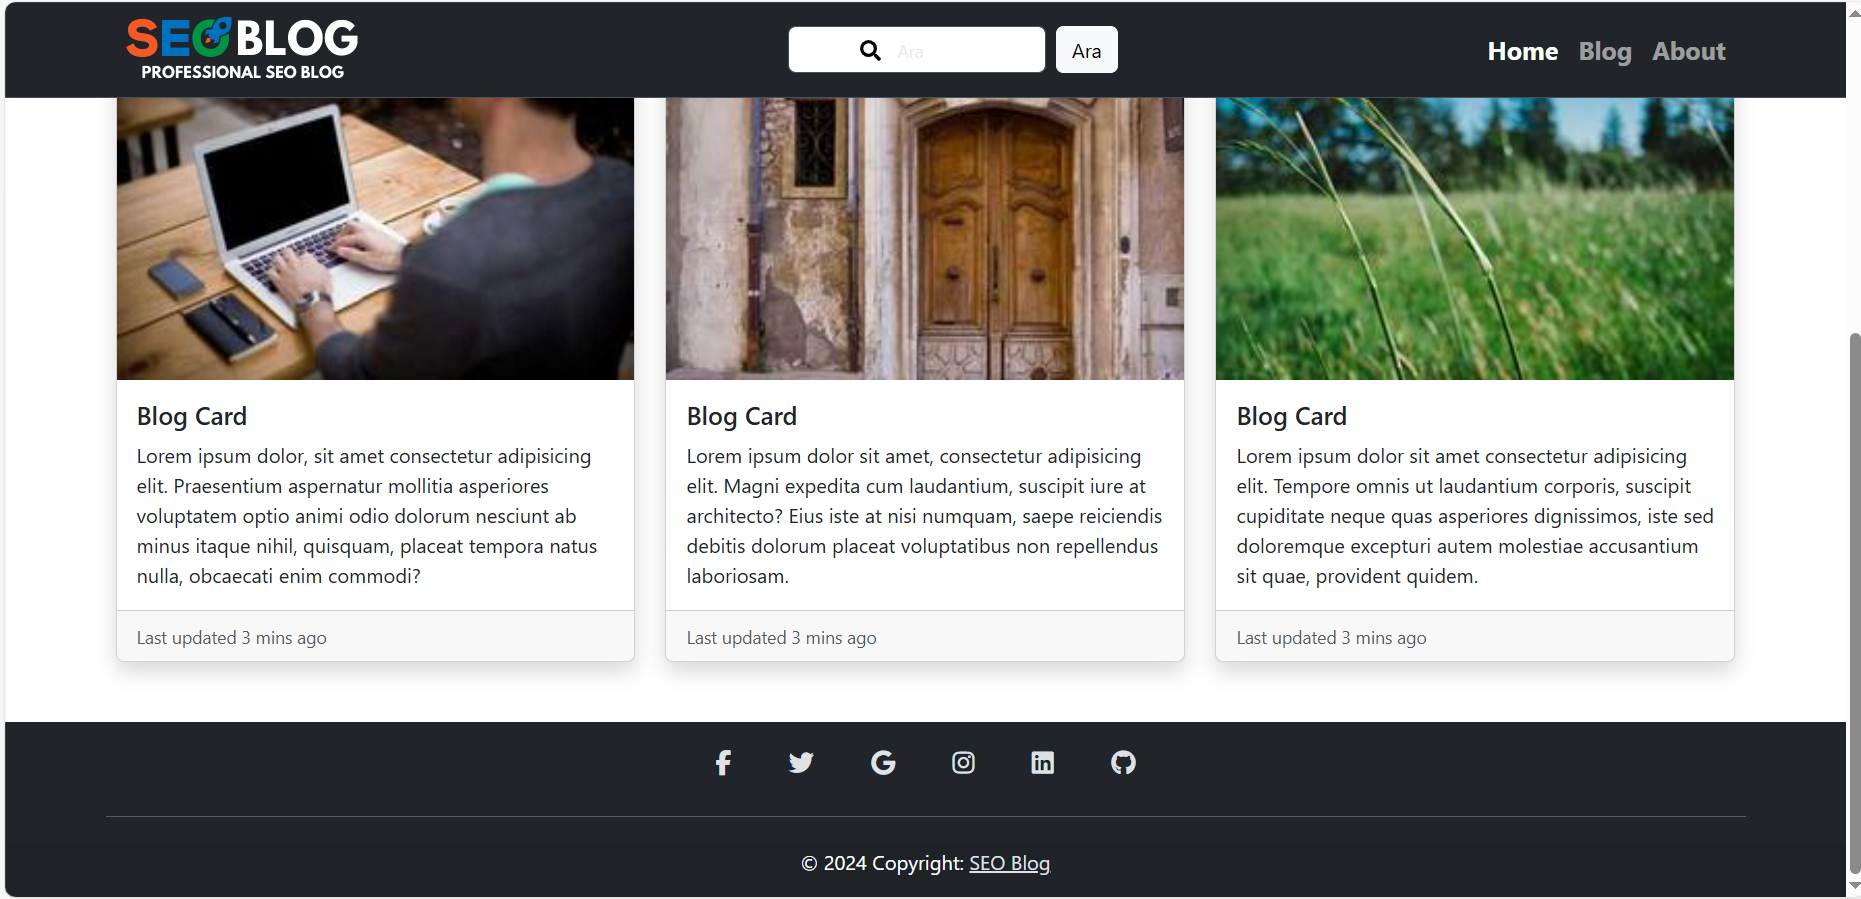 SEO BLOG
PROFESSIONAL SEO BLOG
Ara
Ara
Home Blog About
Blog Card
Lorem ipsum dolor, sit amet consectetur adipisicing
elit. Praesentium aspernatur mollitia asperiores
voluptatem optio animi odio dolorum nesciunt ab
minus itaque nihil, quisquam, placeat tempora natus
nulla, obcaecati enim commodi?
Last updated 3 mins ago
Blog Card
Lorem ipsum dolor sit amet, consectetur adipisicing
elit. Magni expedita cum laudantium, suscipit iure at
architecto? Eius iste at nisi numquam, saepe reiciendis
debitis dolorum placeat voluptatibus non repellendus
laboriosam.
Last updated 3 mins ago
Blog Card
Lorem ipsum dolor sit amet consectetur adipisicing
elit. Tempore omnis ut laudantium corporis, suscipit
cupiditate neque quas asperiores dignissimos, iste sed
doloremque excepturi autem molestiae accusantium
sit quae, provident quidem.
Last updated 3 mins ago
© 2024 Copyright: SEO Blog